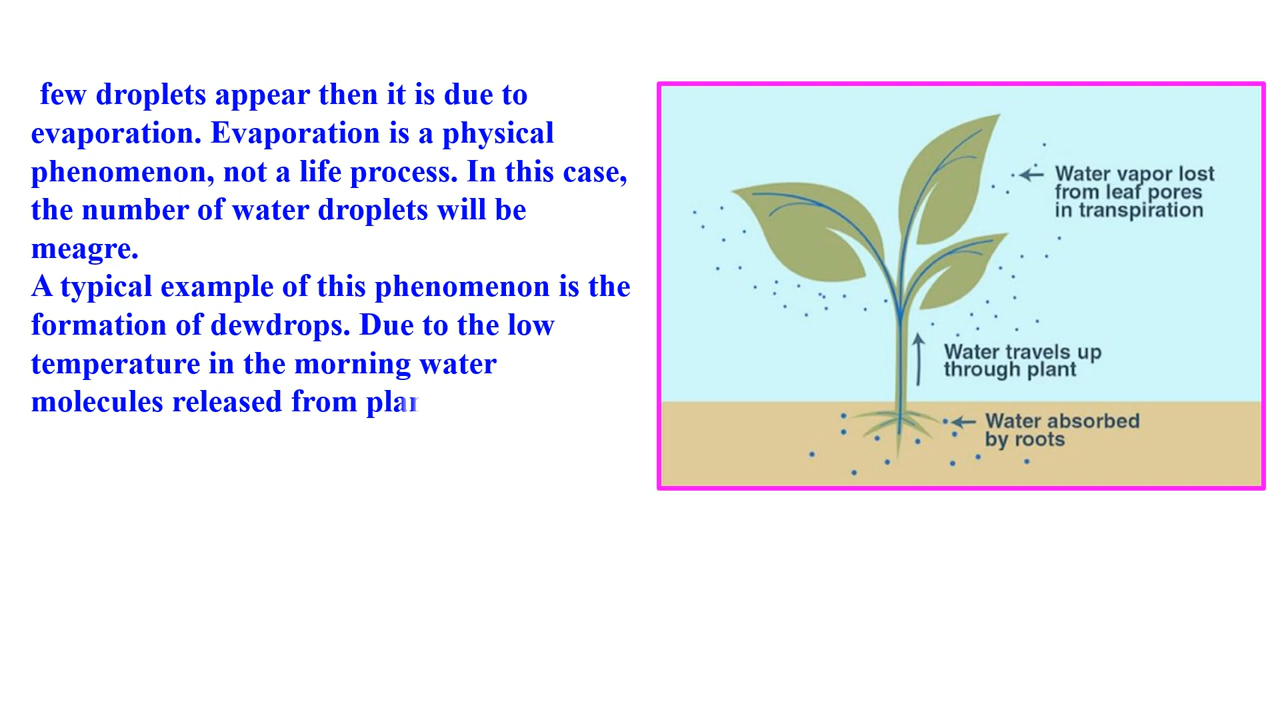 few droplets appear then it is due to
evaporation. Evaporation is a physical
phenomenon, not a life process. In this case,
the number of water droplets will be
meagre.
A typical example of this phenomenon is the
formation of dewdrops. Due to the low
temperature in the morning water
molecules released from
Water vapor lost
from leaf pores
in transpiration
Water travels up
through plant
Water absorbed
by roots